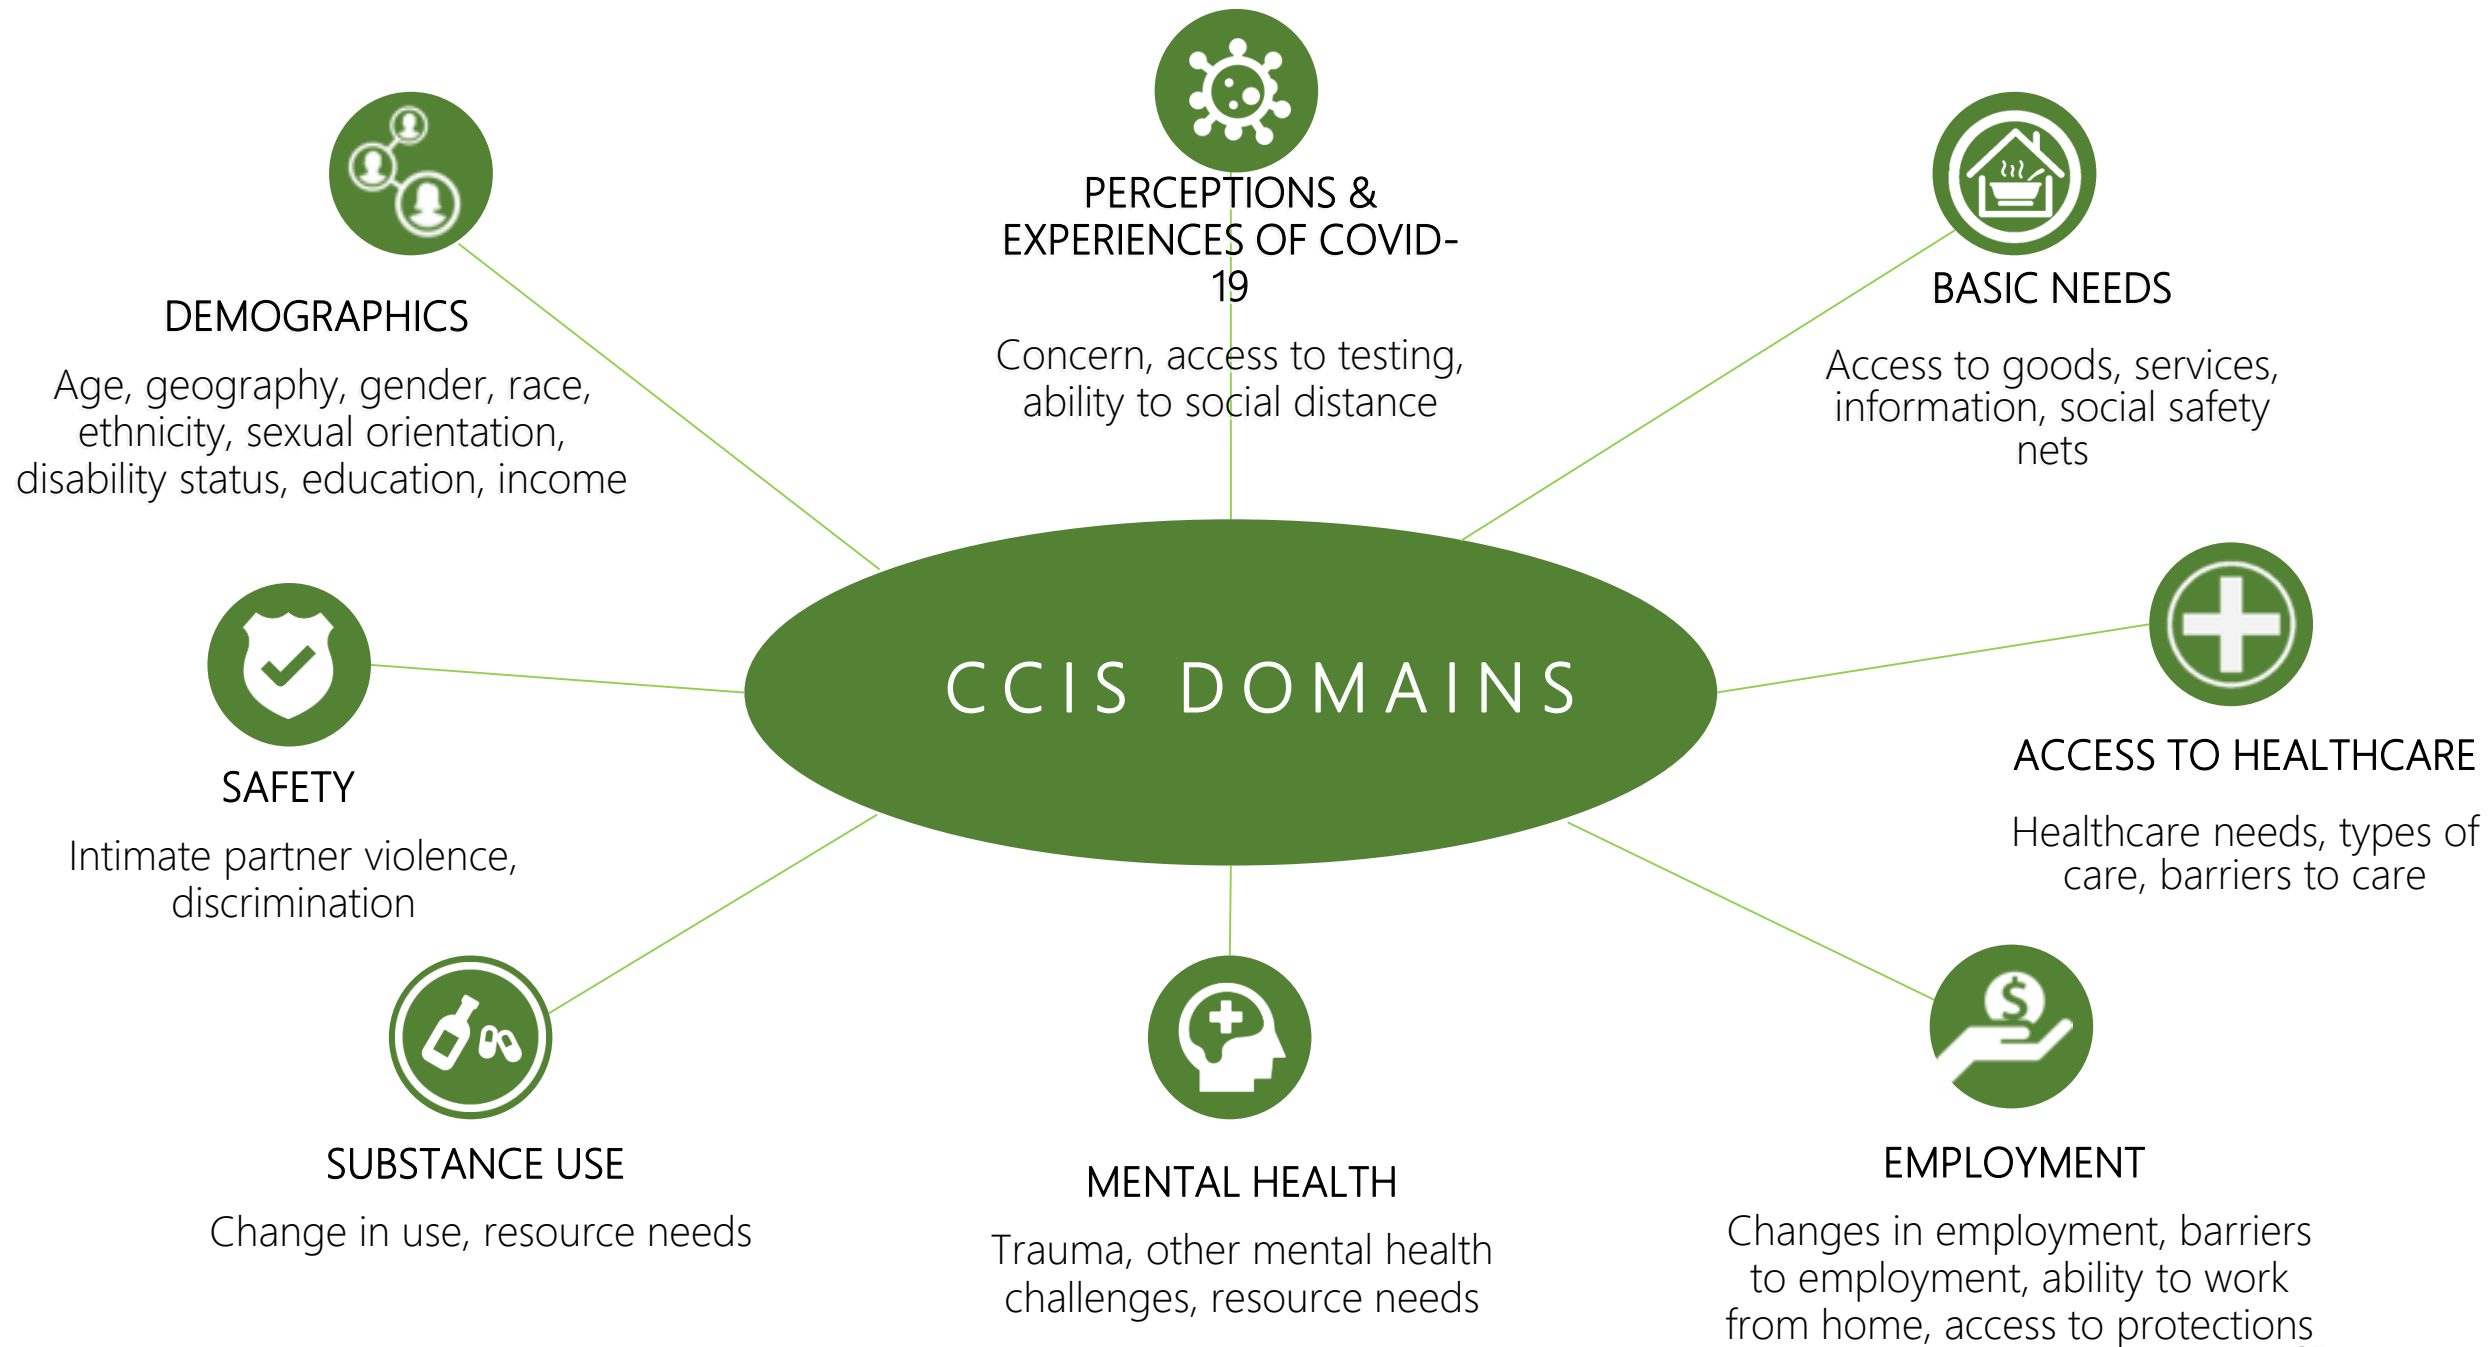 PERCEPTIONS &
EXPERIENCES OF COVID-
19
Concern, access to testing,
ability to social distance
DEMOGRAPHICS
Age, geography, gender, race,
ethnicity, sexual orientation,
disability status, education, income
BASIC NEEDS
Access to goods, services,
information, social safety
nets
CCIS DOMAINS
SAFETY
Intimate partner violence,
discrimination
ACCESS TO HEALTHCARE
Healthcare needs, types of
care, barriers to care
SUBSTANCE USE
Change in use, resource needs
MENTAL HEALTH
Trauma, other mental health
challenges, resource needs
$
EMPLOYMENT
Changes in employment, barriers
to employment, ability to work
from home, access to protections